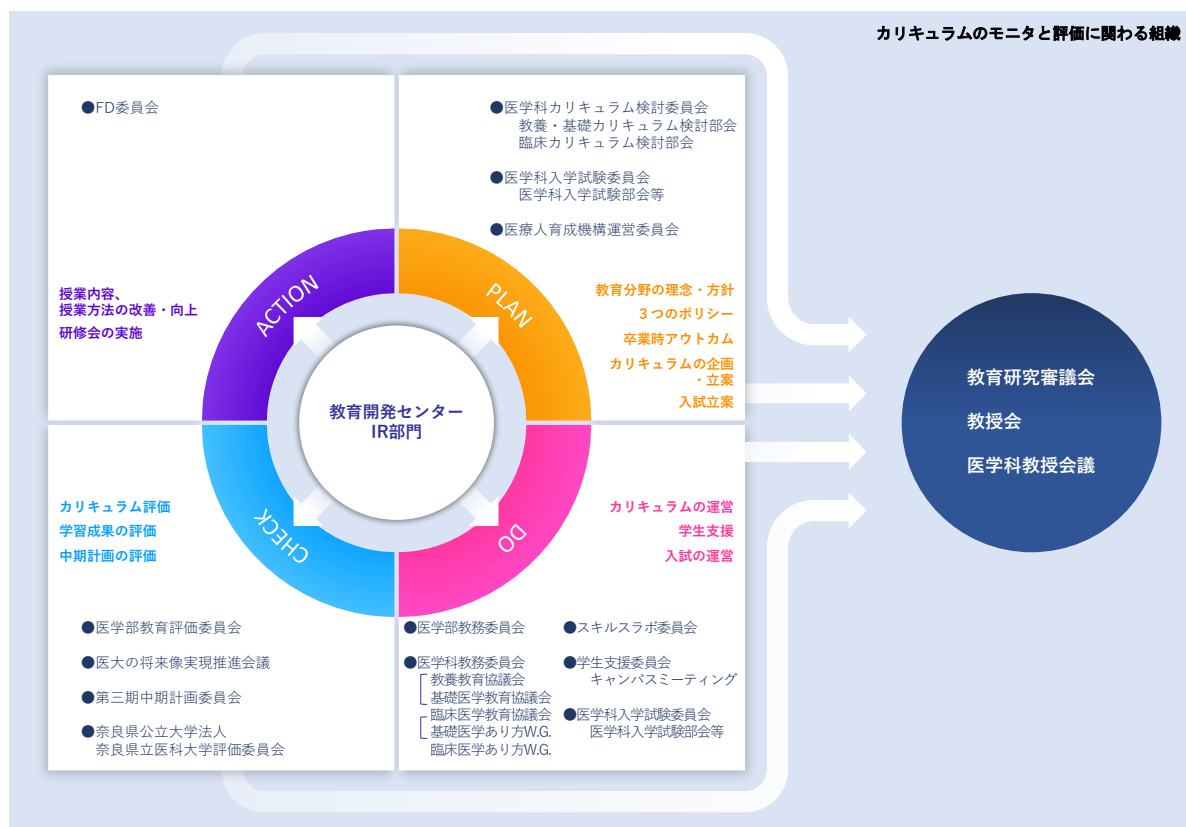 カリキュラムのモニタと評価に関わる組織
●FD委員会
授業内容、
授業方法の改善・向上
研修会の実施
ACTION
●医学科カリキュラム検討委員会
教養・基礎カリキュラム検討部会
臨床カリキュラム検討部会
●医学科入学試験委員会
医学科入学試験部会等
●医療人育成機構運営委員会
PLAN
教育分野の理念・方針
３つのポリシー
卒業時アウトカム
カリキュラムの企画
・立案
入試立案
教育開発センター
IR部門
カリキュラム評価
学習成果の評価
中期計画の評価
CHECK
●医学部教育評価委員会
●医大の将来像実現推進会議
●第三期中期計画委員会
●奈良県公立大学法人
奈良県立医科大学評価委員会
DO
カリキュラムの運営
学生支援
入試の運営
●医学部教務委員会
●医学科教務委員会
教養教育協議会
基礎医学教育協議会
臨床医学教育協議会
基礎医学あり方W.G.
臨床医学あり方W.G.
●スキルスラボ委員会
●学生支援委員会
キャンパスミーティング
●医学科入学試験委員会
医学科入学試験部会等
教育研究審議会
教授会
医学科教授会議